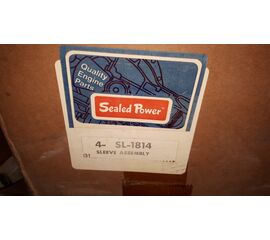 Quality
Engine
Parts
Sealed Power
4- SL-1814
SLEEVE ASSEMBLY